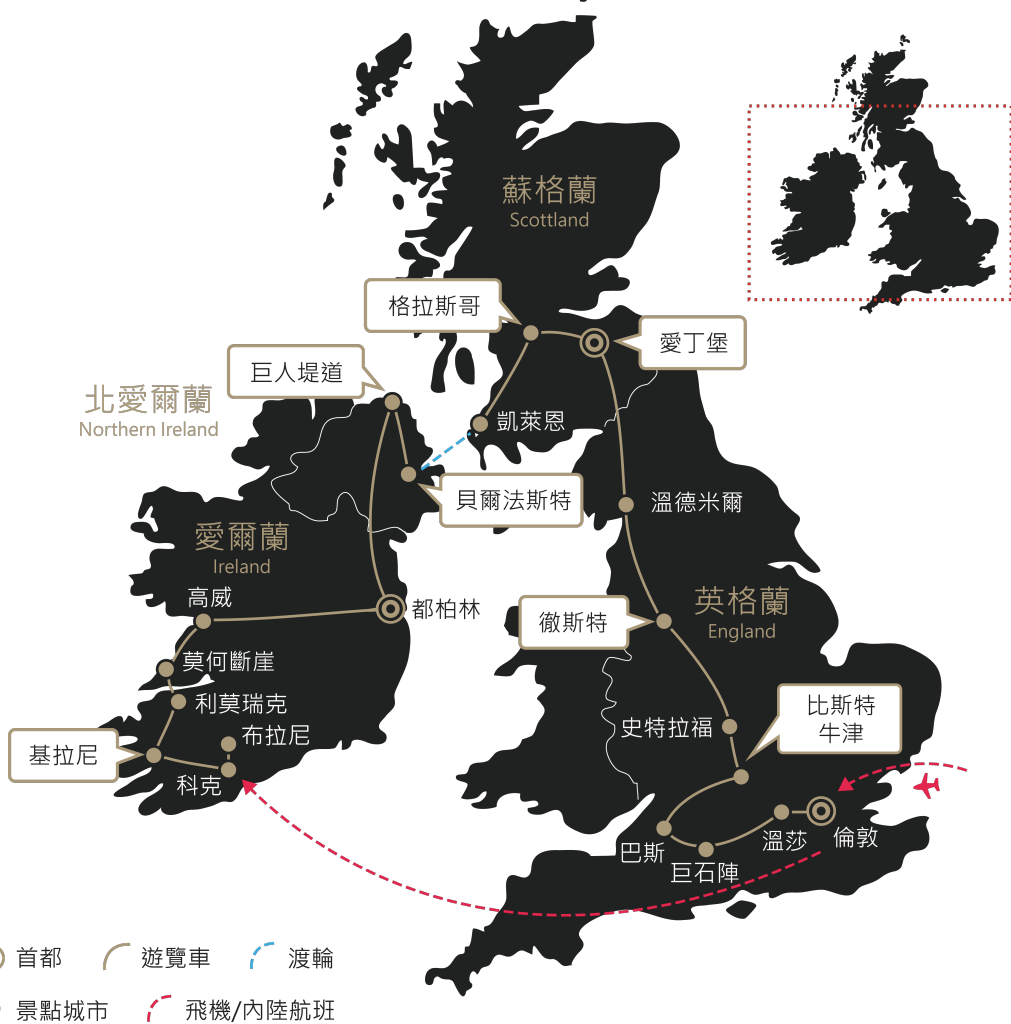 蘇格蘭
Scottland
格拉斯哥
愛丁堡
巨人堤道
北愛爾蘭
Northern Ireland
凱萊恩
貝爾法斯特
溫德米爾
愛爾蘭
Ireland
高威
都柏林
英格蘭
England
徹斯特
莫何斷崖
利莫瑞克
布拉尼
基拉尼
科克
史特拉福
比斯特
牛津
溫莎
倫敦
巴斯
巨石陣
首都
遊覽車
渡輪
景點城市
飛機/內陸航班